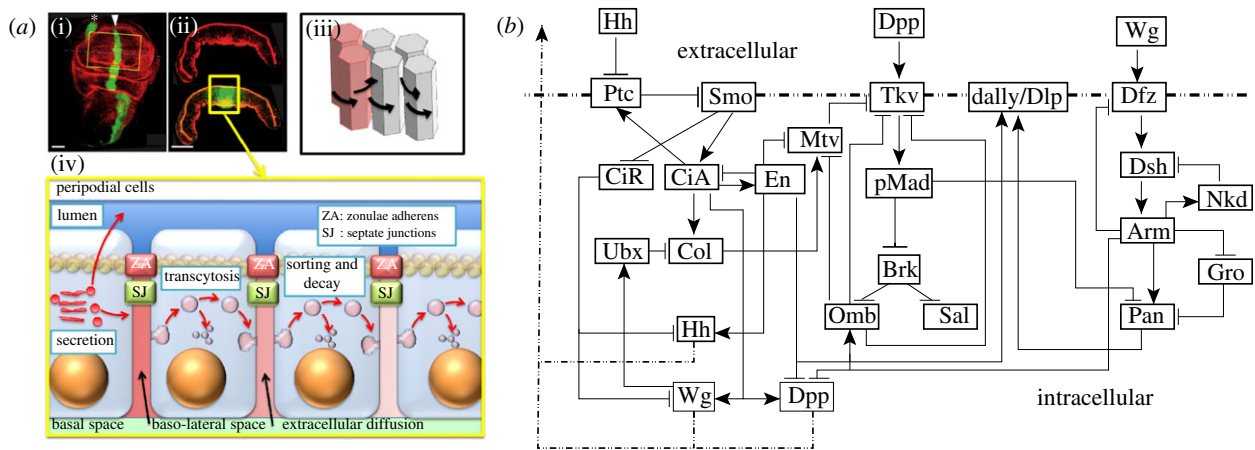 (a)
(i)
*
(ii)
(iii)
(iv)
peripodial cells
lumen
ZA: zonulae adherens
SJ : septate junctions
ZA
ZA
ZA
transcytosis
sorting and
decay
SJ
SJ
SJ
secretion
basal space
baso-lateral space
extracellular diffusion
(b)
Hh
Dpp
Wg
extracellular
Ptc
Smo
Tkv
dally/Dlp
Dfz
Mtv
Dsh
CiR
CiA
En
pMad
Nkd
Arm
Ubx
Col
Brk
Gro
Hh
Omb
Sal
Pan
Wg
Dpp
intracellular